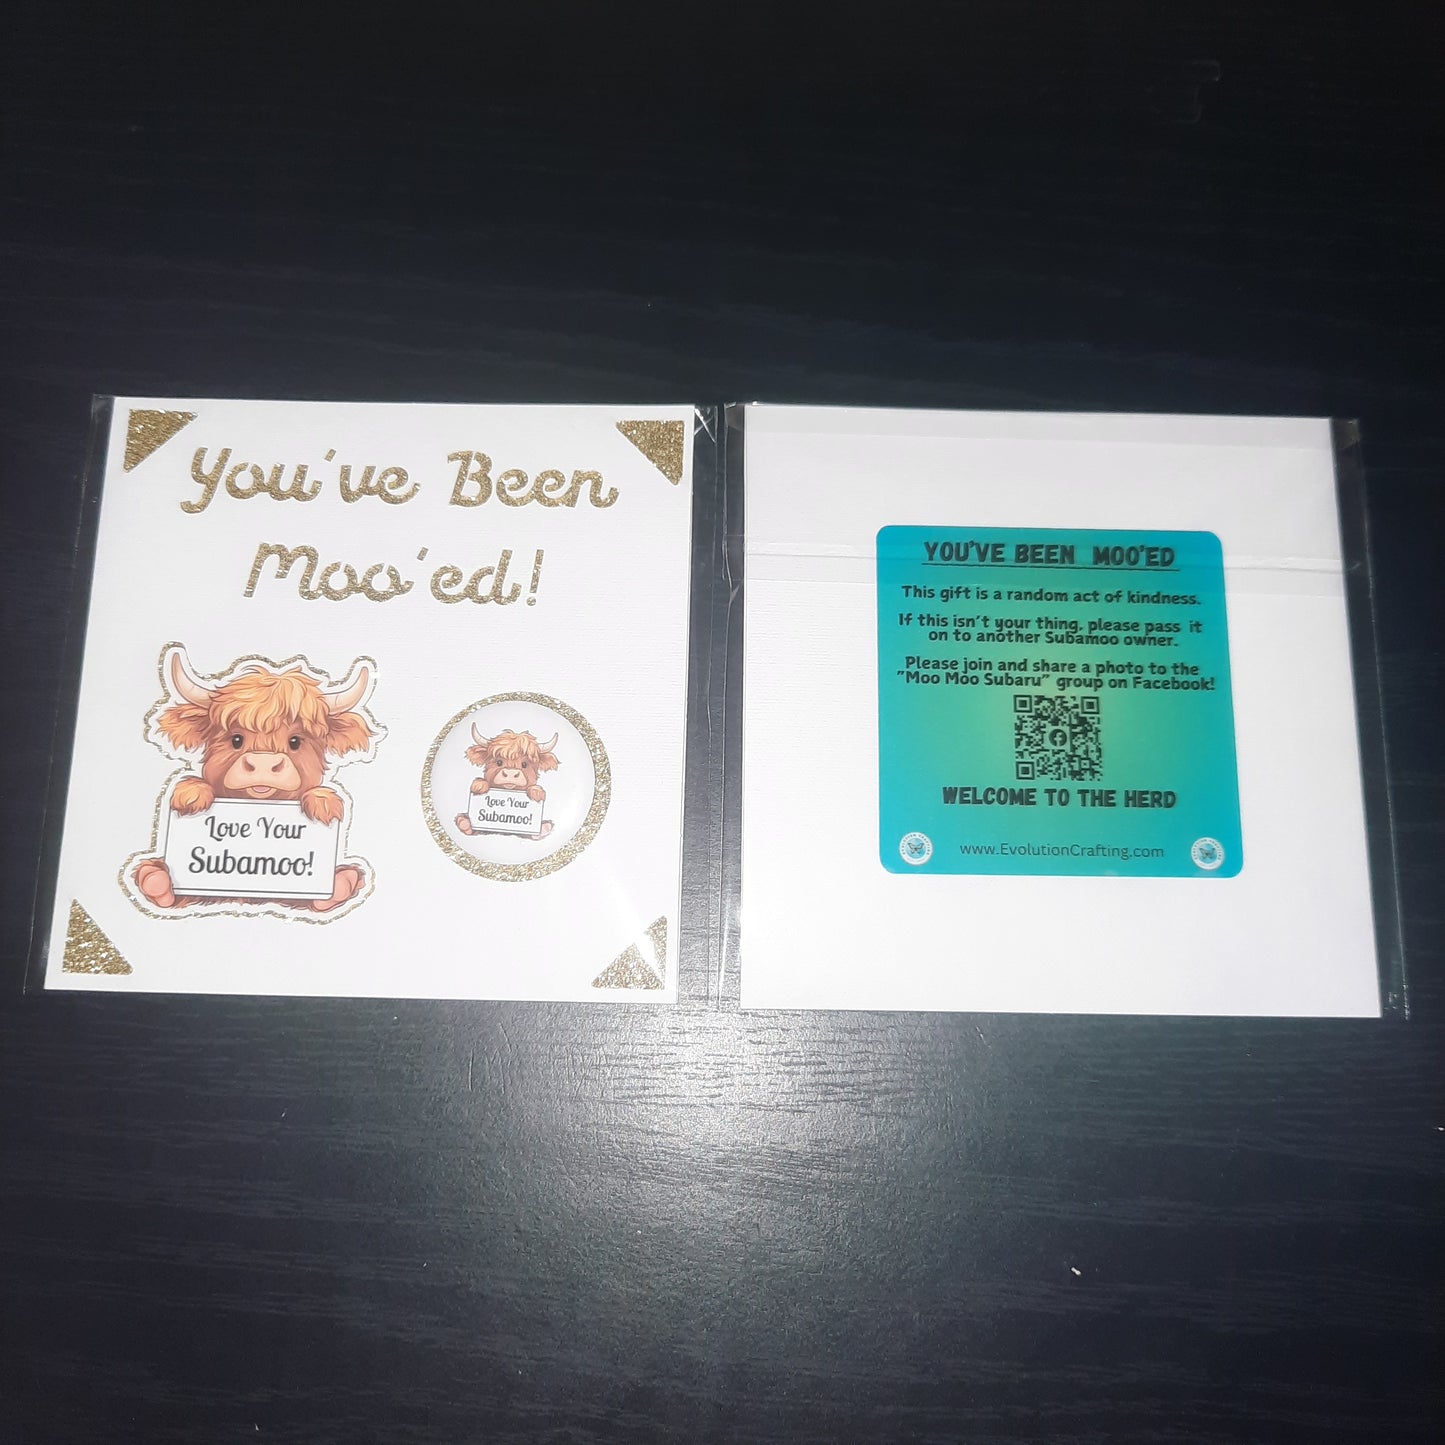 You've Been
Moo'ed!
Love Your
Subamoo!
Love Your
Subamoo!
YOU'VE BEEN MOO'ED
This gift is a random act of kindness.
If this isn't your thing, please pass it
on to another Subamoo owner.
Please join and share a photo to the
"Moo Moo Subaru" group on Facebook!
WELCOME TO THE HERD
www.EvolutionCrafting.com